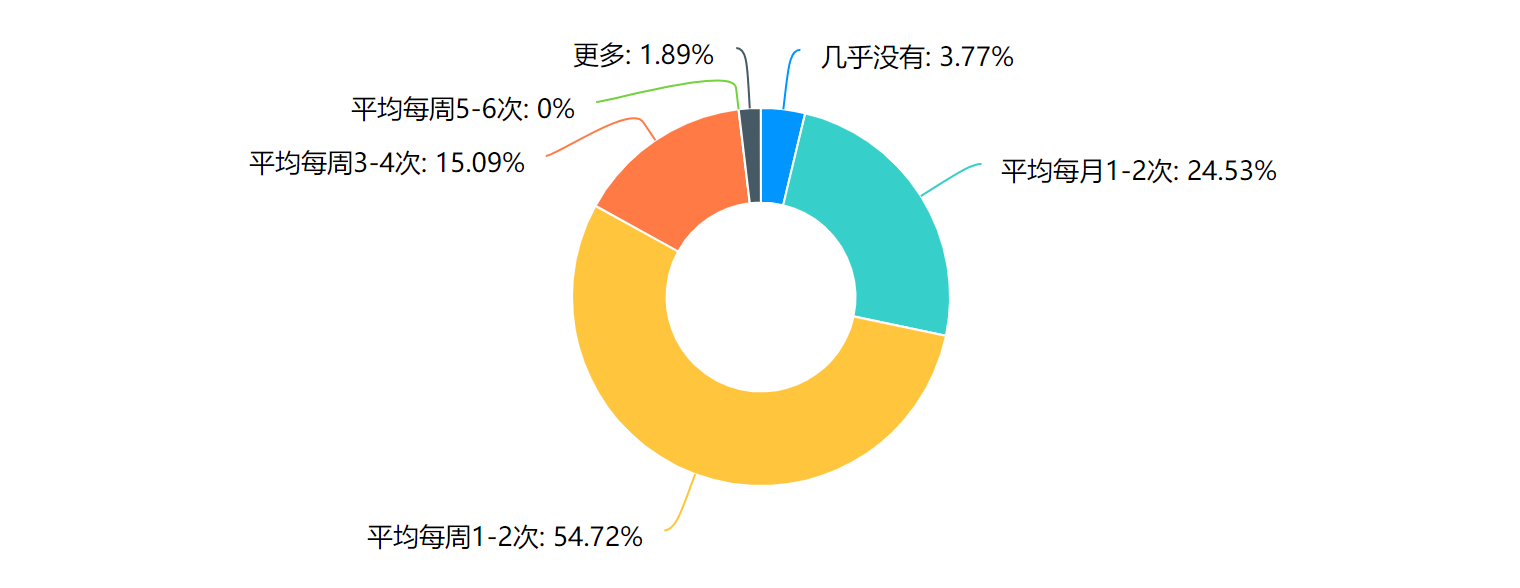 更多: 1.89%
几乎没有: 3.77%
平均每周5-6次: 0%
平均每周3-4次: 15.09%
平均每月1-2次: 24.53%
平均每周1-2次: 54.72%